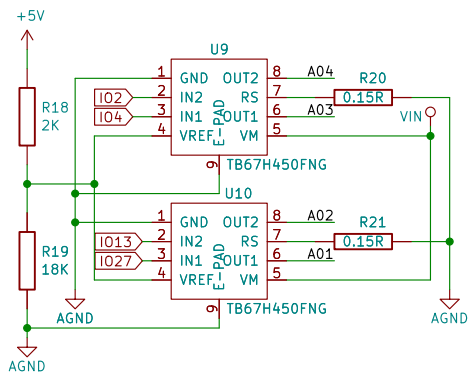 +5V
U9
1 GND OUT2 8 A04
IO2 2 IN2 RS 7 R20 0.15R
IO4 3 IN1 OUT1 6 A03
4 VREF VM 5 VIN
E-PAD
9
TB67H450FNG
R18
2K
U10
1 GND OUT2 8 A02
IO13 2 IN2 RS 7 R21 0.15R
IO27 3 IN1 OUT1 6 A01
4 VREF VM 5
E-PAD
9
TB67H450FNG
R19
18K
AGND
AGND
AGND